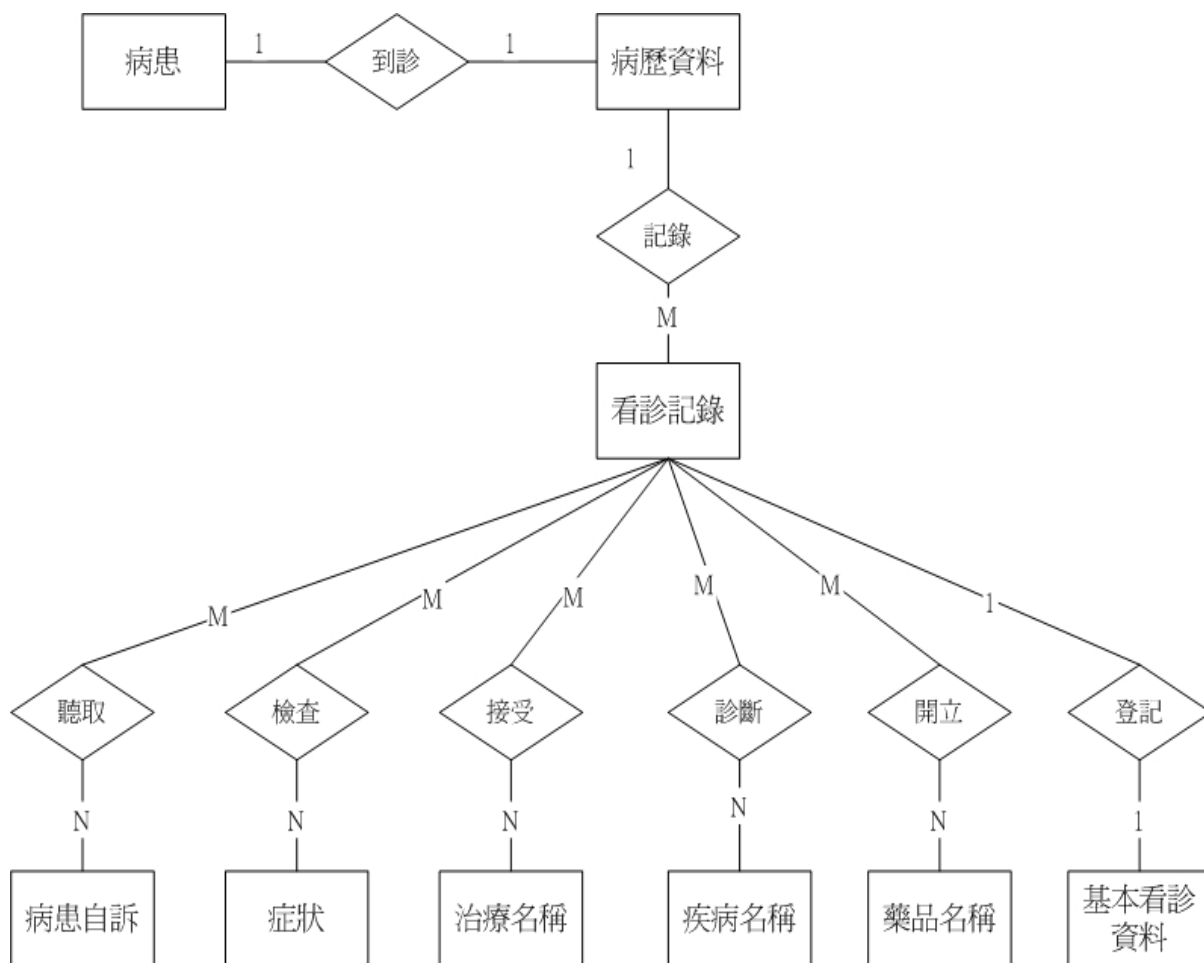 病患
1
到診
1
病歷資料
1
記錄
M
看診記錄
M
M
M
M
M
1
聽取
檢查
接受
診斷
開立
登記
N
N
N
N
N
1
病患自訴
症狀
治療名稱
疾病名稱
藥品名稱
基本看診
資料